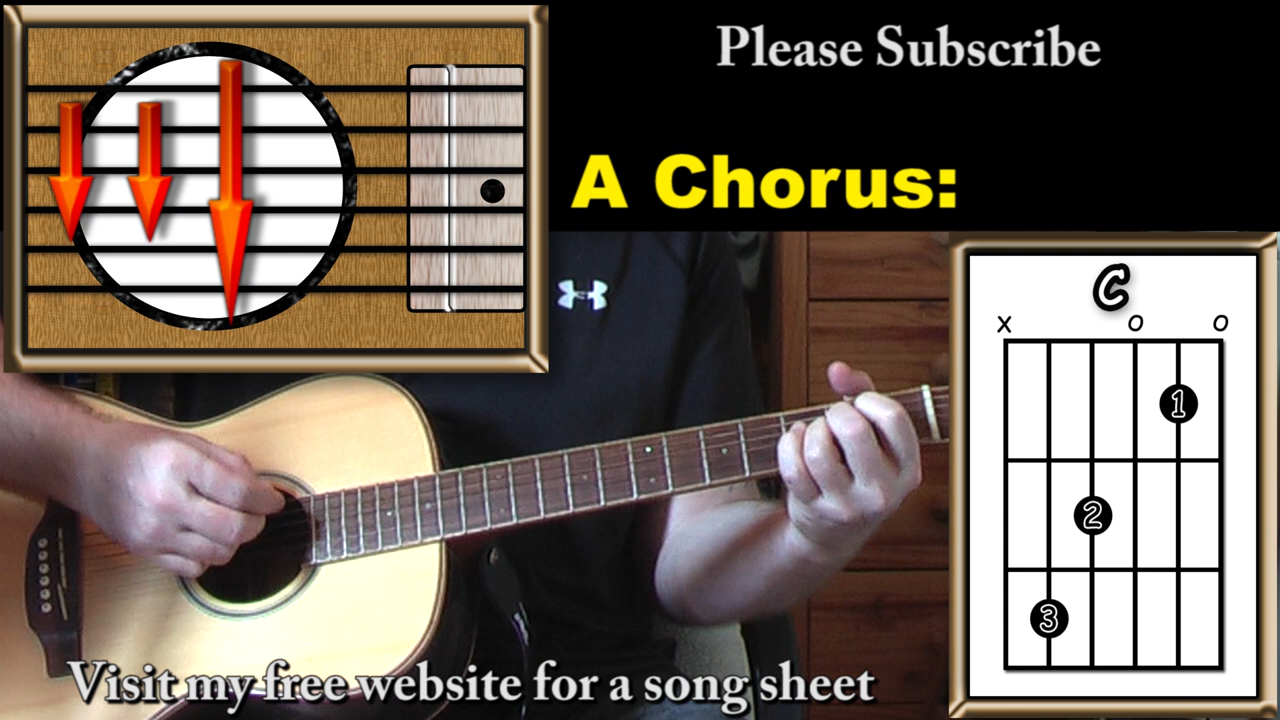 Please Subscribe
A Chorus:
C
x o o
1
2
3
Visit my free website for a song sheet